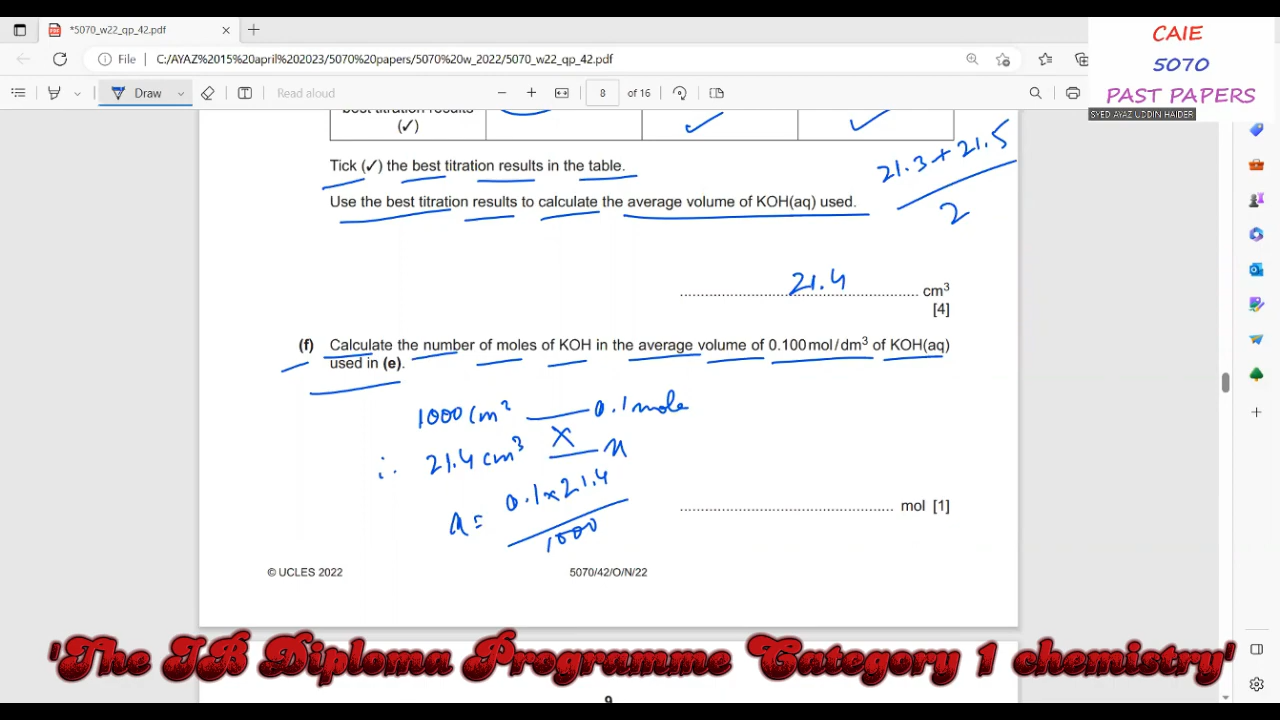 *5070_w22_qp_42.pdf
CAIE
5070
PAST PAPERS
SYED AYAZ UDDIN HAIDER
File C:/AYAZ%2015%20april%202023/5070%20papers/5070%20w_2022/5070_w22_qp_42.pdf
Draw Read aloud 8 of 16
best titration results
(✓) ✓ ✓
Tick (✓) the best titration results in the table.
21.3 + 21.5
2
Use the best titration results to calculate the average volume of KOH(aq) used.
21.4 cm³
[4]
(f) Calculate the number of moles of KOH in the average volume of 0.100 mol/dm³ of KOH(aq)
used in (e).
1000 cm³ — 0.1 mole
∴ 21.4 cm³ — x
x = 0.1 × 21.4
1000
mol [1]
© UCLES 2022 5070/42/O/N/22
'The IB Diploma Programme Category 1 chemistry'
9